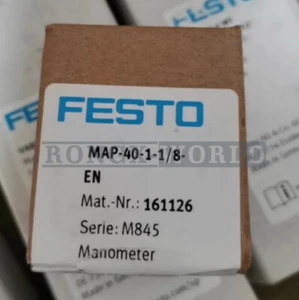 FESTO
MAP-40-1-1/8-
EN
Mat.-Nr.: 161126
Serie: M845
Manometer